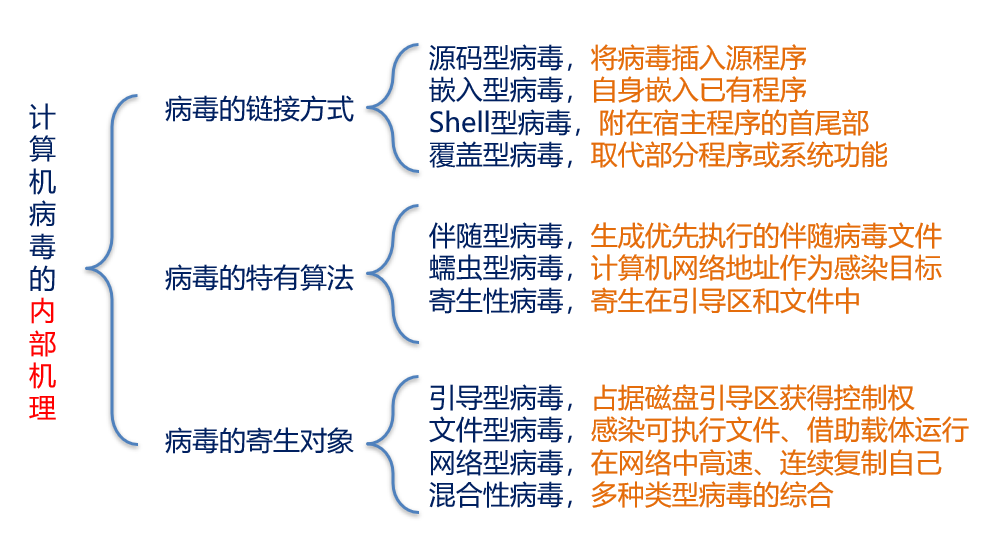 计算机病毒的内部机理
病毒的链接方式
源码型病毒，将病毒插入源程序
嵌入型病毒，自身嵌入已有程序
Shell型病毒，附在宿主程序的首尾部
覆盖型病毒，取代部分程序或系统功能
病毒的特有算法
伴随型病毒，生成优先执行的伴随病毒文件
蠕虫型病毒，计算机网络地址作为感染目标
寄生性病毒，寄生在引导区和文件中
病毒的寄生对象
引导型病毒，占据磁盘引导区获得控制权
文件型病毒，感染可执行文件、借助载体运行
网络型病毒，在网络中高速、连续复制自己
混合性病毒，多种类型病毒的综合